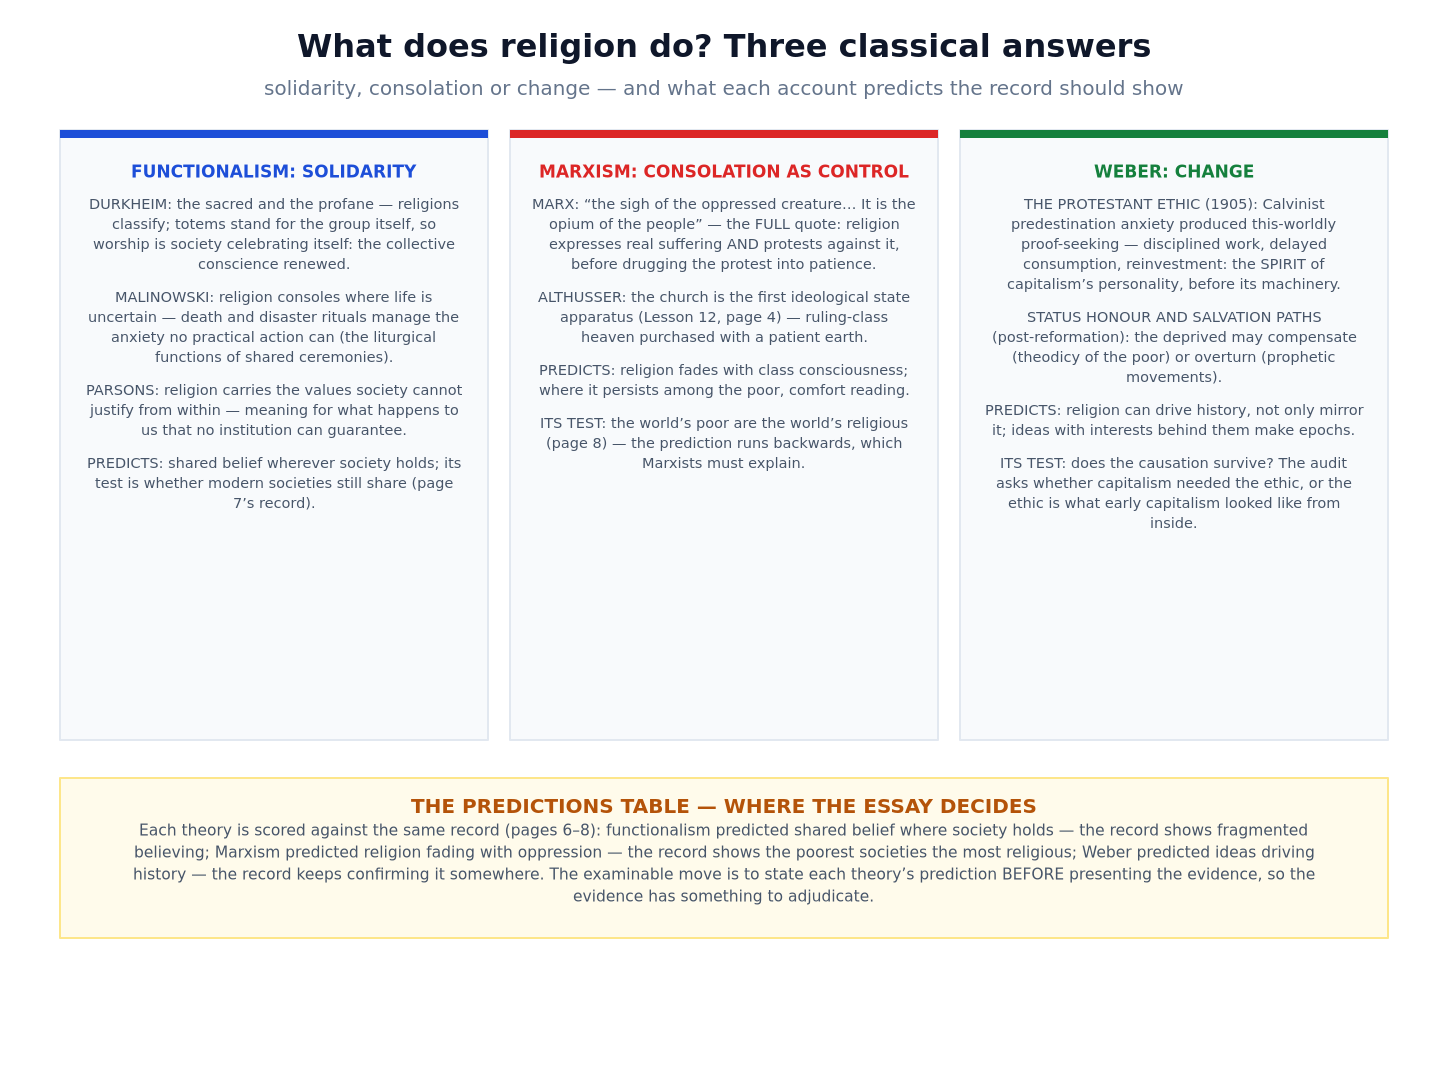 What does religion do? Three classical answers
solidarity, consolation or change — and what each account predicts the record should show
FUNCTIONALISM: SOLIDARITY
DURKHEIM: the sacred and the profane — religions
classify; totems stand for the group itself, so
worship is society celebrating itself: the collective
conscience renewed.
MALINOWSKI: religion consoles where life is
uncertain — death and disaster rituals manage the
anxiety no practical action can (the liturgical
functions of shared ceremonies).
PARSONS: religion carries the values society cannot
justify from within — meaning for what happens to
us that no institution can guarantee.
PREDICTS: shared belief wherever society holds; its
test is whether modern societies still share (page
7’s record).
MARXISM: CONSOLATION AS CONTROL
MARX: “the sigh of the oppressed creature… It is the
opium of the people” — the FULL quote: religion
expresses real suffering AND protests against it,
before drugging the protest into patience.
ALTHUSSER: the church is the first ideological state
apparatus (Lesson 12, page 4) — ruling-class
heaven purchased with a patient earth.
PREDICTS: religion fades with class consciousness;
where it persists among the poor, comfort reading.
ITS TEST: the world’s poor are the world’s religious
(page 8) — the prediction runs backwards, which
Marxists must explain.
WEBER: CHANGE
THE PROTESTANT ETHIC (1905): Calvinist
predestination anxiety produced this-worldly
proof-seeking — disciplined work, delayed
consumption, reinvestment: the SPIRIT of
capitalism’s personality, before its machinery.
STATUS HONOUR AND SALVATION PATHS
(post-reformation): the deprived may compensate
(theodicy of the poor) or overturn (prophetic
movements).
PREDICTS: religion can drive history, not only mirror
it; ideas with interests behind them make epochs.
ITS TEST: does the causation survive? The audit
asks whether capitalism needed the ethic, or the
ethic is what early capitalism looked like from
inside.
THE PREDICTIONS TABLE — WHERE THE ESSAY DECIDES
Each theory is scored against the same record (pages 6–8): functionalism predicted shared belief where society holds — the record shows fragmented
believing; Marxism predicted religion fading with oppression — the record shows the poorest societies the most religious; Weber predicted ideas driving
history — the record keeps confirming it somewhere. The examinable move is to state each theory’s prediction BEFORE presenting the evidence, so the
evidence has something to adjudicate.